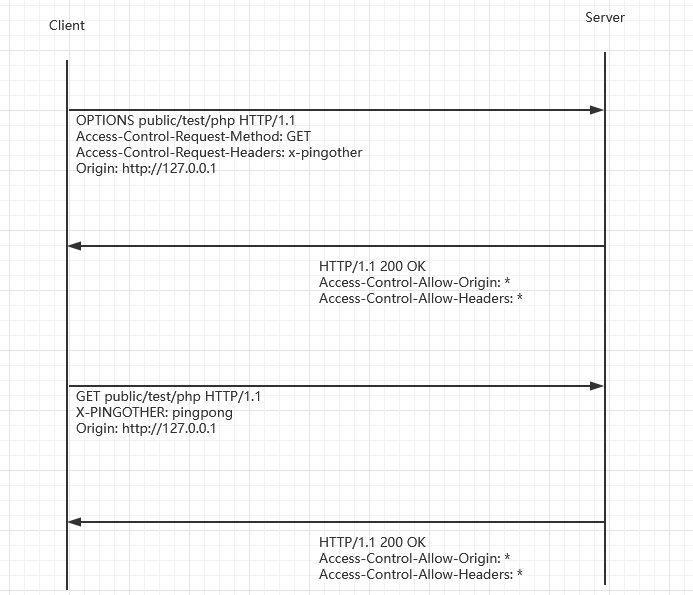 Client
Server
OPTIONS public/test/php HTTP/1.1
Access-Control-Request-Method: GET
Access-Control-Request-Headers: x-pingother
Origin: http://127.0.0.1
HTTP/1.1 200 OK
Access-Control-Allow-Origin: *
Access-Control-Allow-Headers: *
GET public/test/php HTTP/1.1
X-PINGOTHER: pingpong
Origin: http://127.0.0.1
HTTP/1.1 200 OK
Access-Control-Allow-Origin: *
Access-Control-Allow-Headers: *